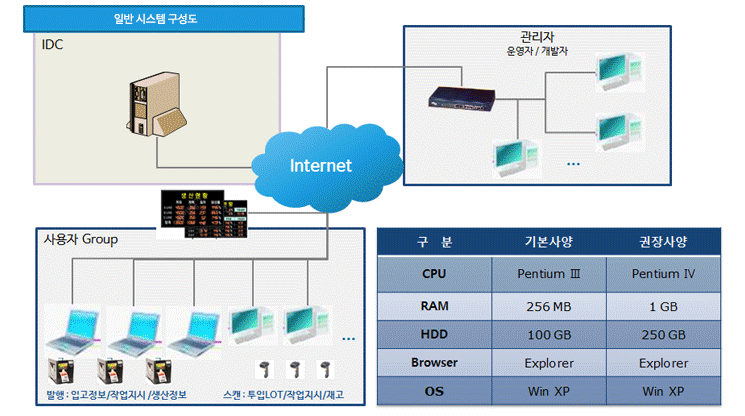 일반 시스템 구성도
IDC
관리자
운영자 / 개발자
...
Internet
생산현황
사용자 Group
...
발행 : 입고정보/작업지시 /생산정보
스캔 : 투입LOT/작업지시/재고
구 분 기본사양 권장사양
CPU Pentium Ⅲ Pentium Ⅳ
RAM 256 MB 1 GB
HDD 100 GB 250 GB
Browser Explorer Explorer
OS Win XP Win XP